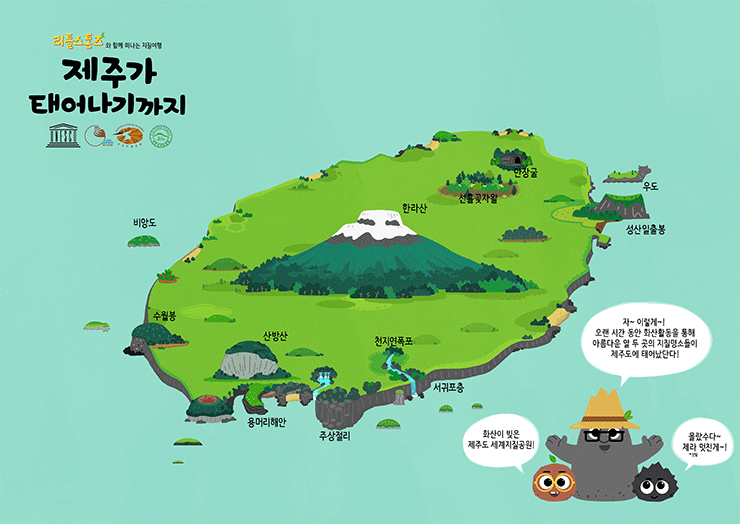 리플스톤즈 와 함께 떠나는 지질여행
제주가
태어나기까지
만장굴
우도
선흘곶자왈
한라산
성산일출봉
비양도
수월봉
산방산
천지연폭포
서귀포층
용머리해안
주상절리
자~ 이렇게~!
오랜 시간 동안 화산활동을 통해
아름다운 열 두 곳의 지질명소들이
제주도에 태어났단다!
화산이 빚은
제주도 세계지질공원!
몰랐수다~
제라 멋진게~!